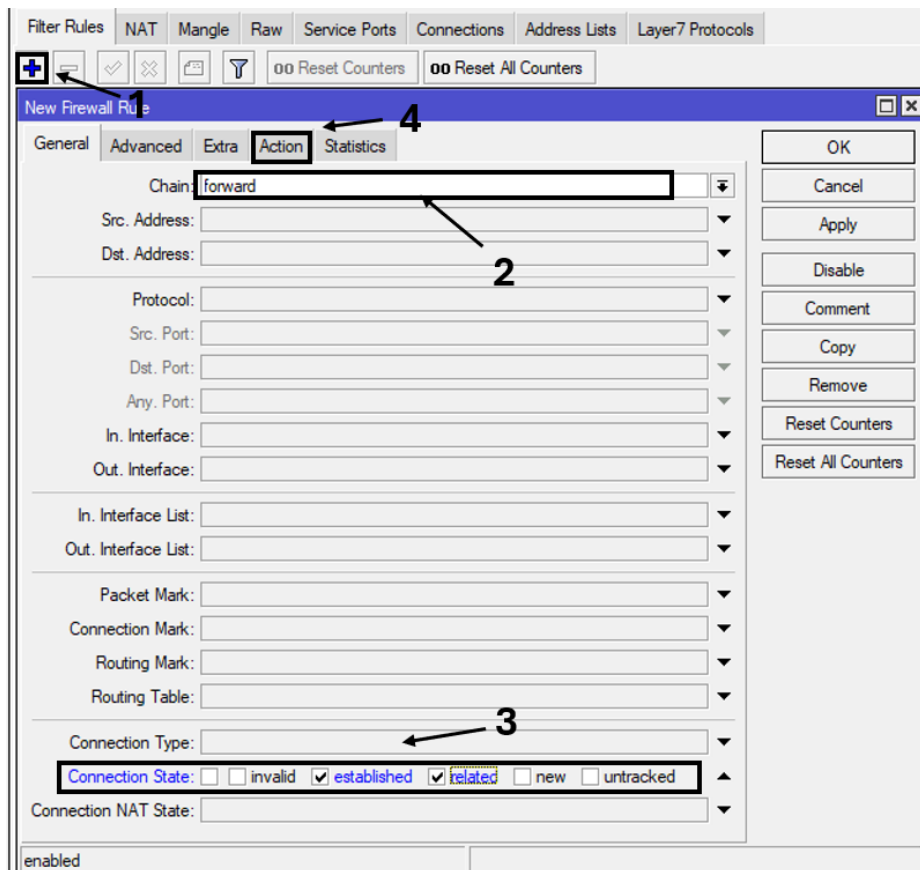 Filter Rules NAT Mangle Raw Service Ports Connections Address Lists Layer7 Protocols
00 Reset Counters 00 Reset All Counters
1
New Firewall Rule
4
General Advanced Extra Action Statistics
OK
Chain: forward
Cancel
Src. Address:
Apply
Dst. Address:
2
Disable
Protocol:
Comment
Src. Port:
Copy
Dst. Port:
Remove
Any. Port:
Reset Counters
In. Interface:
Reset All Counters
Out. Interface:
In. Interface List:
Out. Interface List:
Packet Mark:
Connection Mark:
Routing Mark:
Routing Table:
3
Connection Type:
Connection State: invalid established related new untracked
Connection NAT State:
enabled